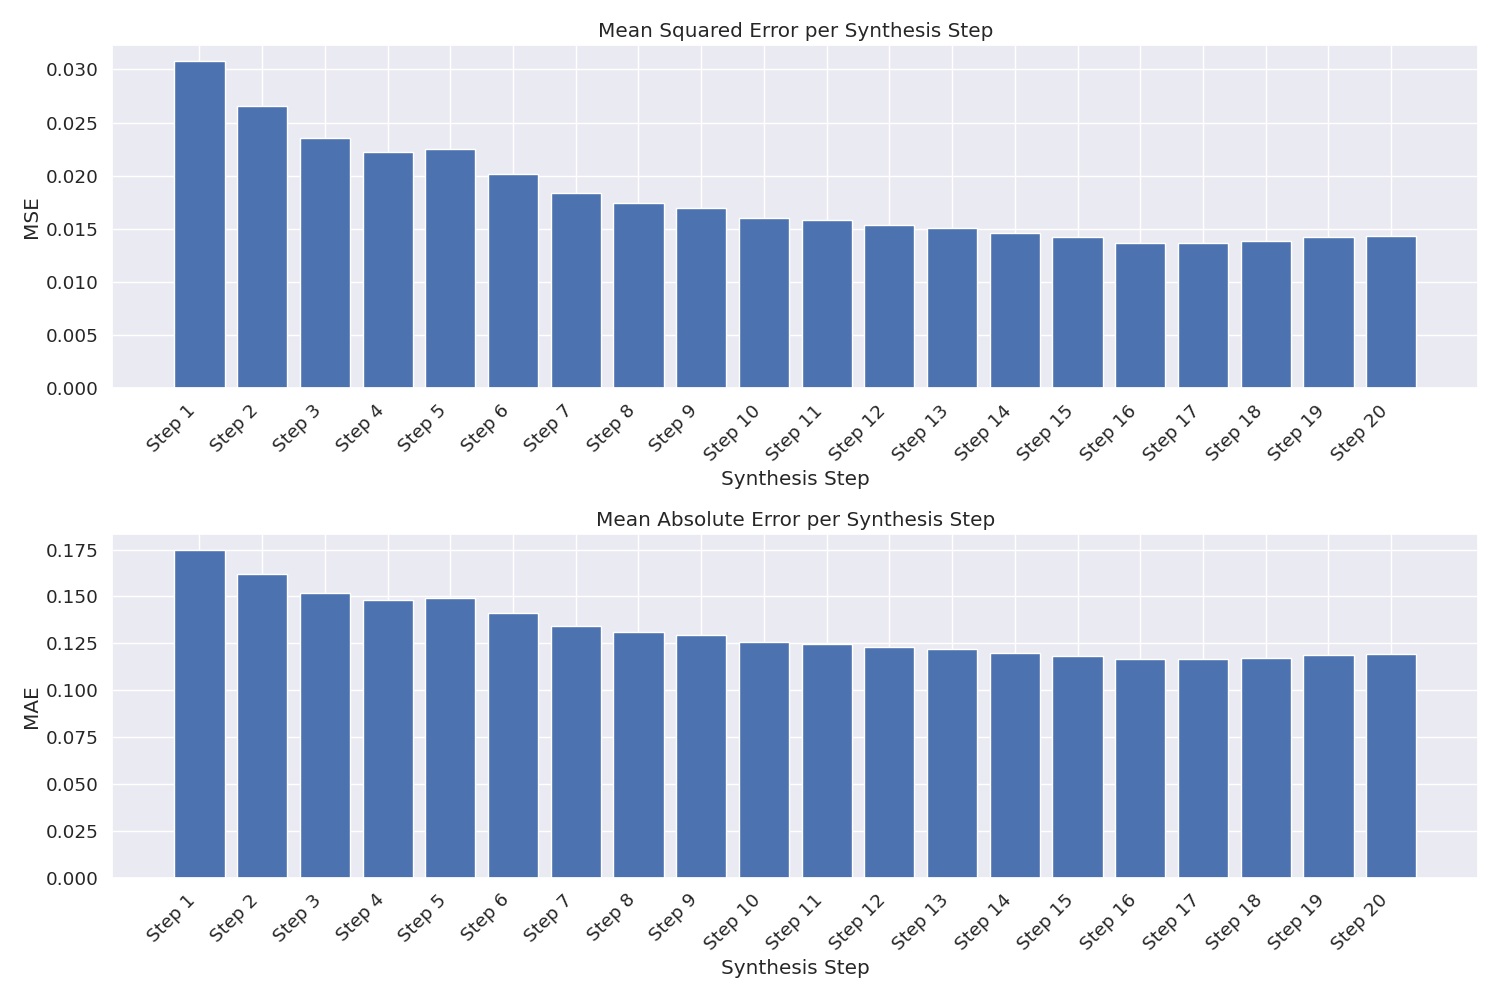 Mean Squared Error per Synthesis Step
MSE
0.030
0.025
0.020
0.015
0.010
0.005
0.000
Step 1
Step 2
Step 3
Step 4
Step 5
Step 6
Step 7
Step 8
Step 9
Step 10
Step 11
Step 12
Step 13
Step 14
Step 15
Step 16
Step 17
Step 18
Step 19
Step 20
Synthesis Step
Mean Absolute Error per Synthesis Step
MAE
0.175
0.150
0.125
0.100
0.075
0.050
0.025
0.000
Step 1
Step 2
Step 3
Step 4
Step 5
Step 6
Step 7
Step 8
Step 9
Step 10
Step 11
Step 12
Step 13
Step 14
Step 15
Step 16
Step 17
Step 18
Step 19
Step 20
Synthesis Step